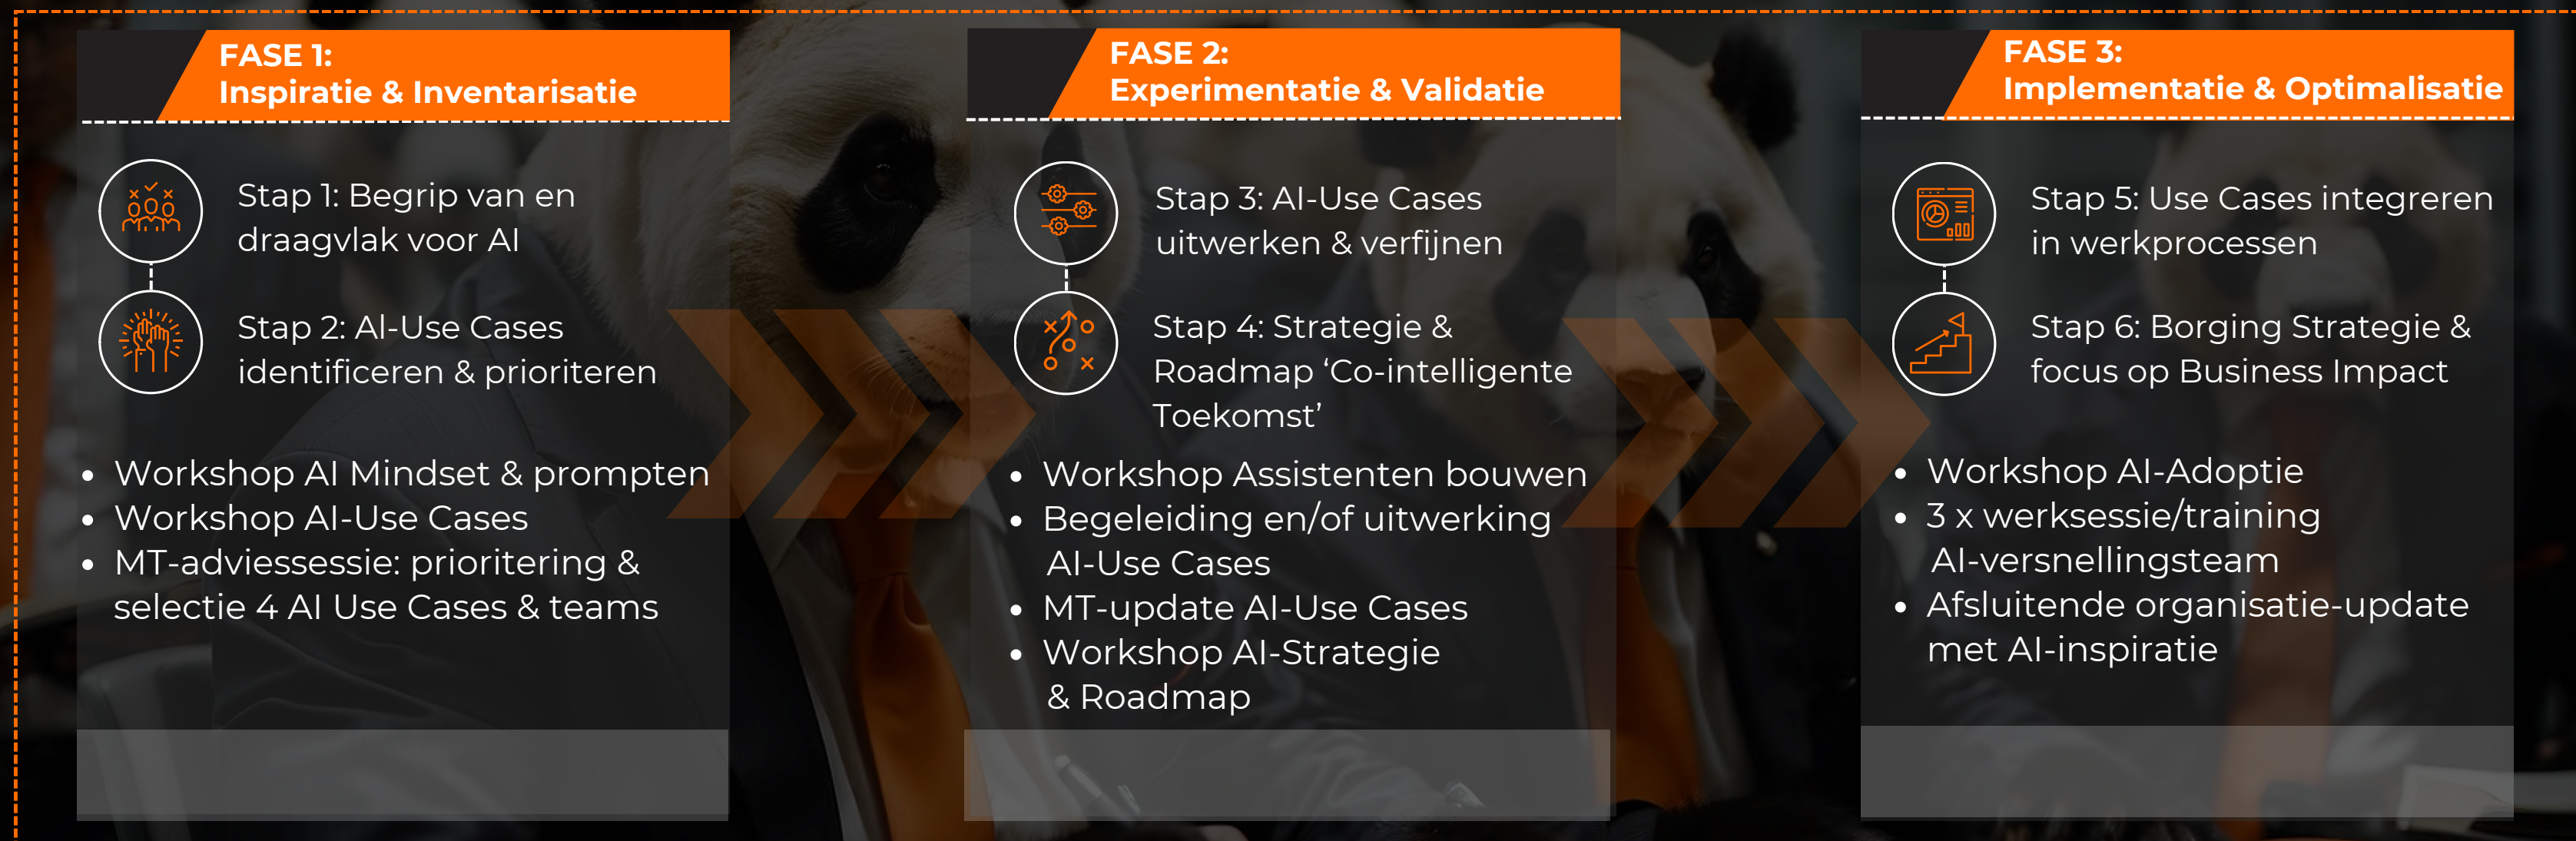 FASE 1:
Inspiratie & Inventarisatie
Stap 1: Begrip van en
draagvlak voor AI
Stap 2: AI-Use Cases
identificeren & prioriteren
• Workshop AI Mindset & prompten
• Workshop AI-Use Cases
• MT-adviessessie: prioritering &
selectie 4 AI Use Cases & teams
FASE 2:
Experimentatie & Validatie
Stap 3: AI-Use Cases
uitwerken & verfijnen
Stap 4: Strategie &
Roadmap ‘Co-intelligente
Toekomst’
• Workshop Assistenten bouwen
• Begeleiding en/of uitwerking
AI-Use Cases
• MT-update AI-Use Cases
• Workshop AI-Strategie
& Roadmap
FASE 3:
Implementatie & Optimalisatie
Stap 5: Use Cases integreren
in werkprocessen
Stap 6: Borging Strategie &
focus op Business Impact
• Workshop AI-Adoptie
• 3 x werksessie/training
AI-versnellingsteam
• Afsluitende organisatie-update
met AI-inspiratie